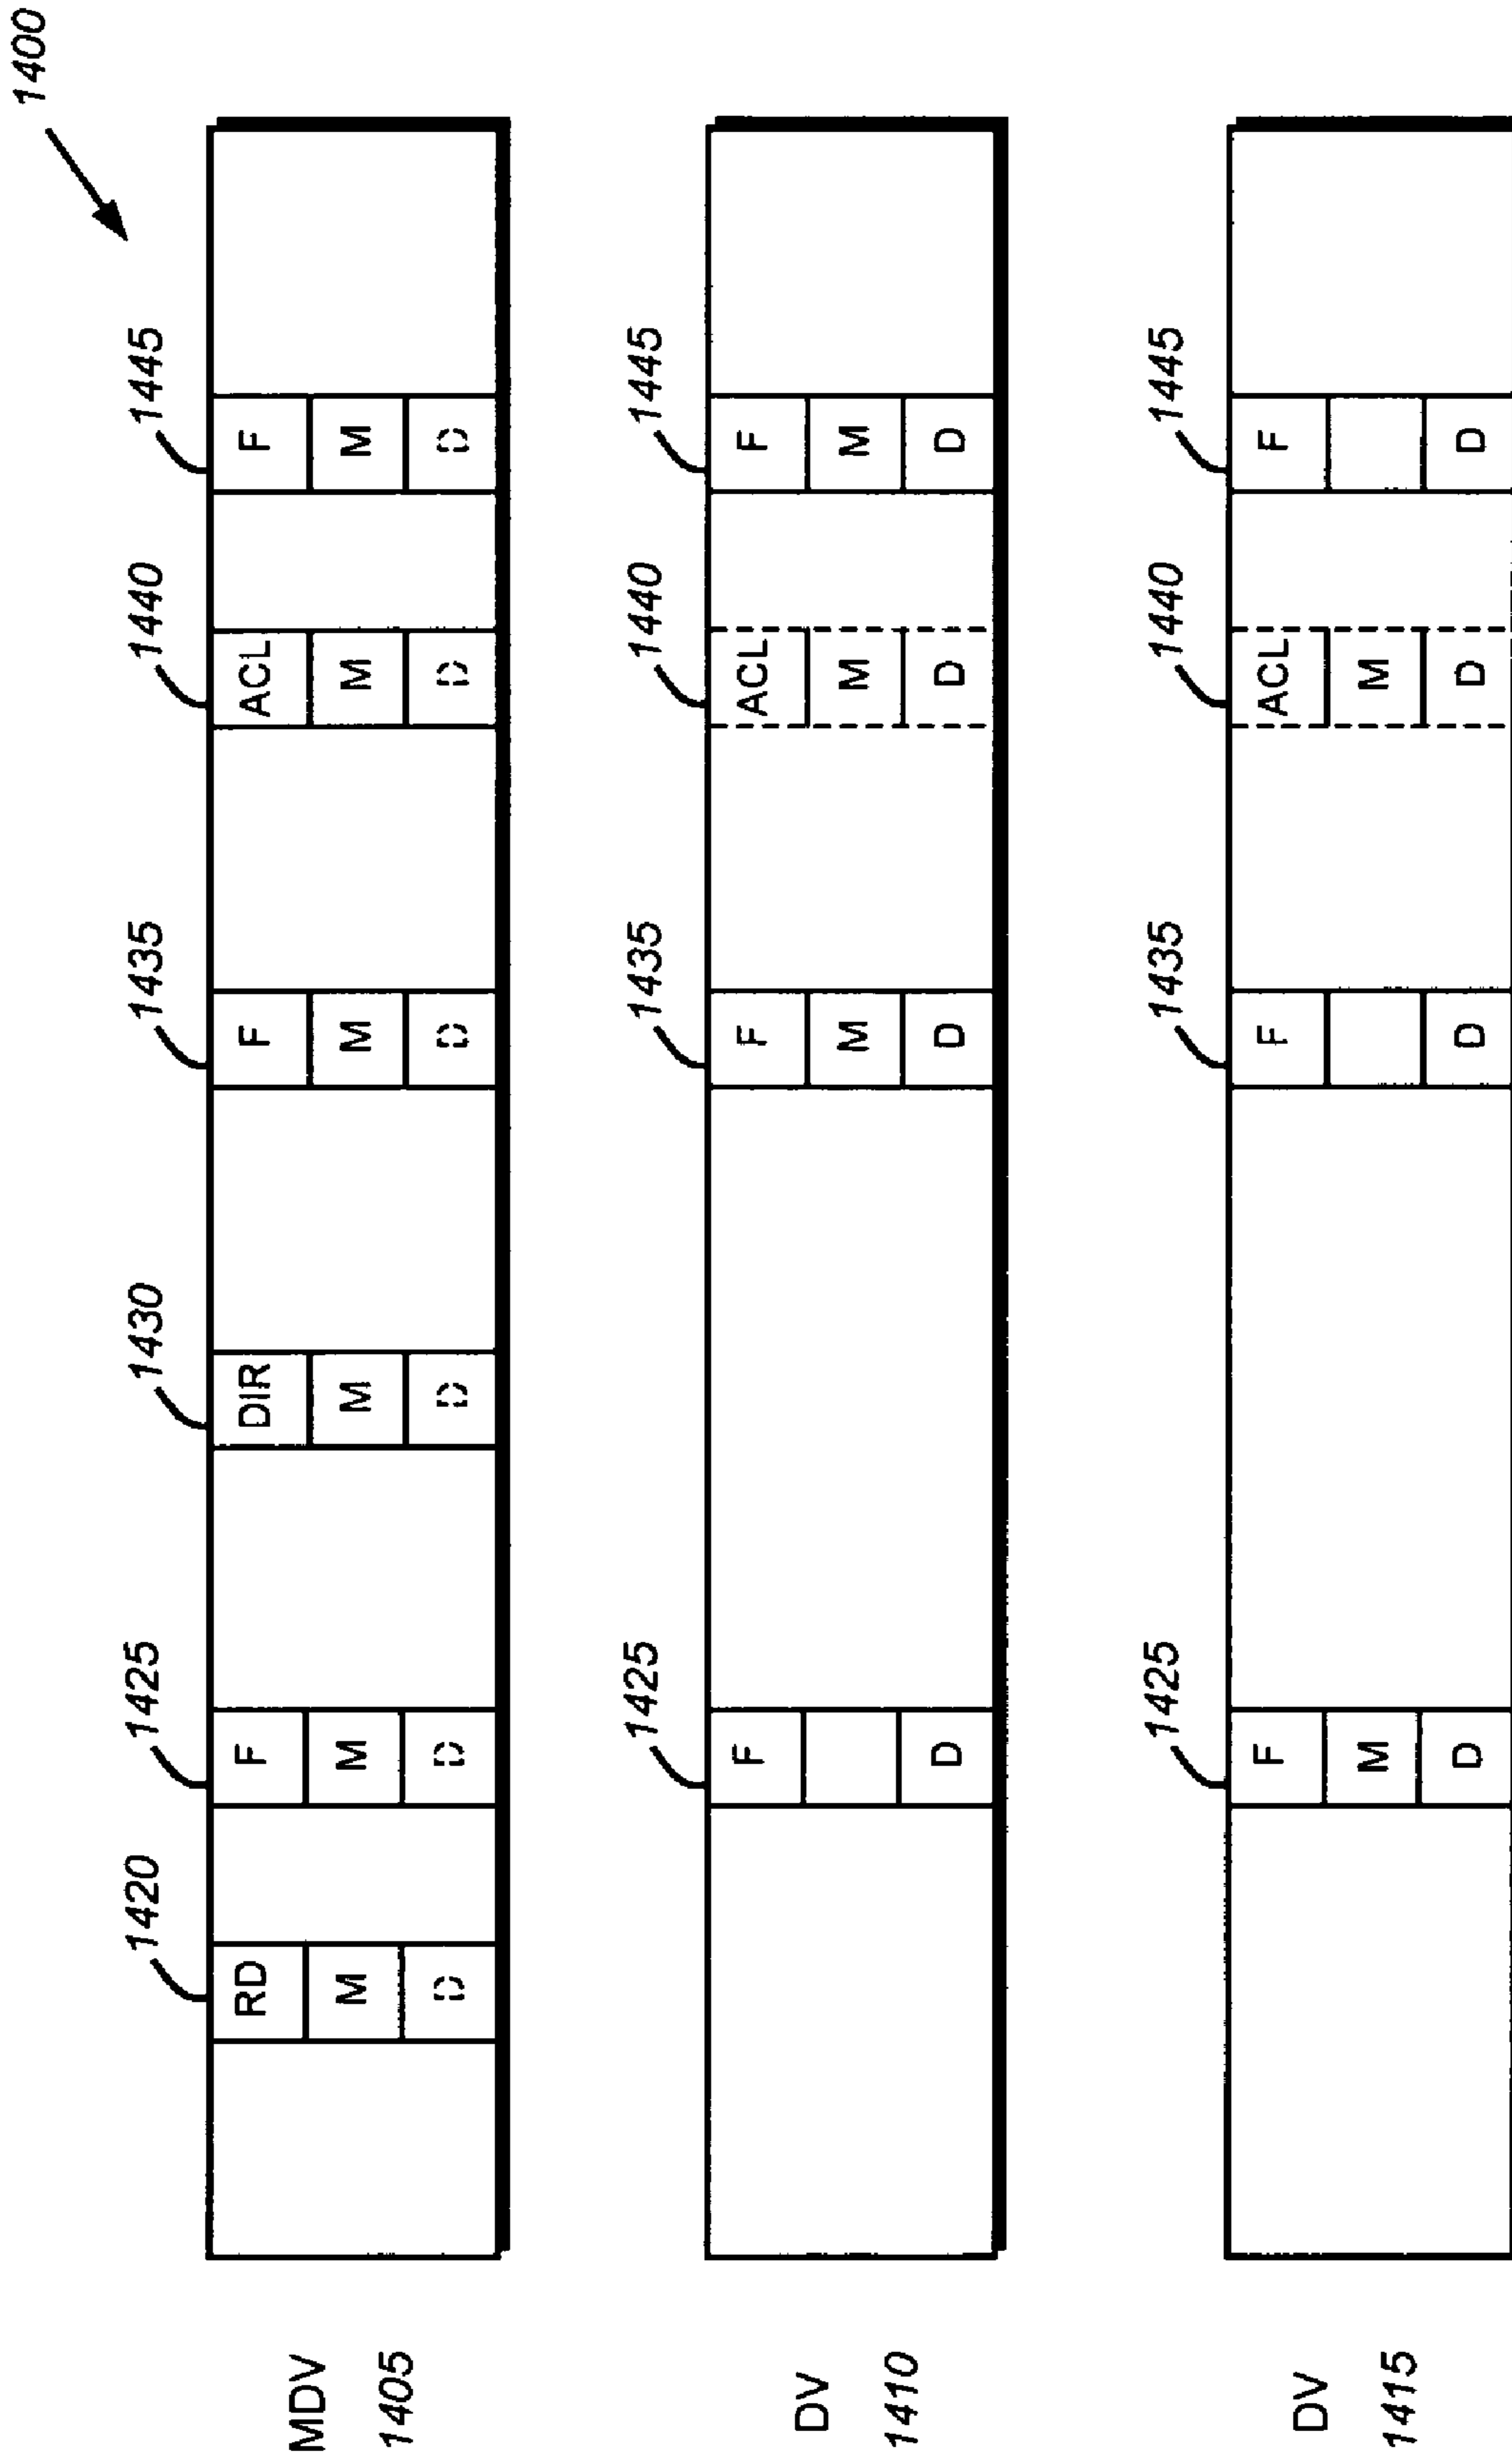 1400
1420 1425 1430 1435 1440 1445
RD F DIR F ACL F
M M M M M M
D D D D D D
MDV
1405
1425 1435 1440 1445
F F ACL F
M M M
D D D D
DV
1410
1425 1435 1440 1445
F F ACL F
M M
D D D D
DV
1415